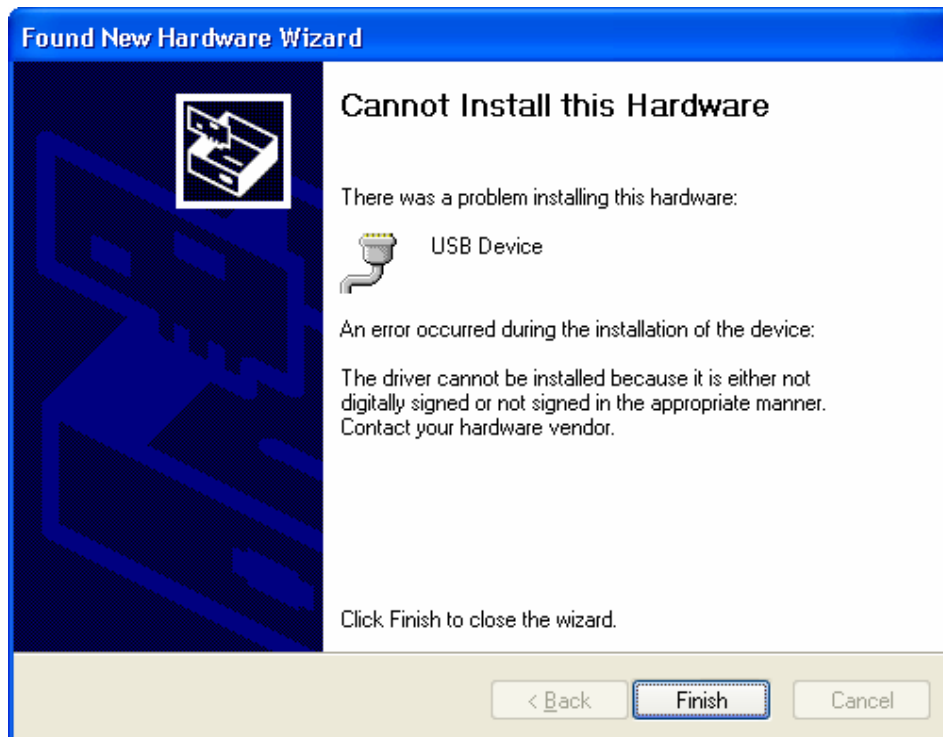 Found New Hardware Wizard
Cannot Install this Hardware
There was a problem installing this hardware:
USB Device
An error occurred during the installation of the device:
The driver cannot be installed because it is either not
digitally signed or not signed in the appropriate manner.
Contact your hardware vendor.
Click Finish to close the wizard.
< Back
Finish
Cancel